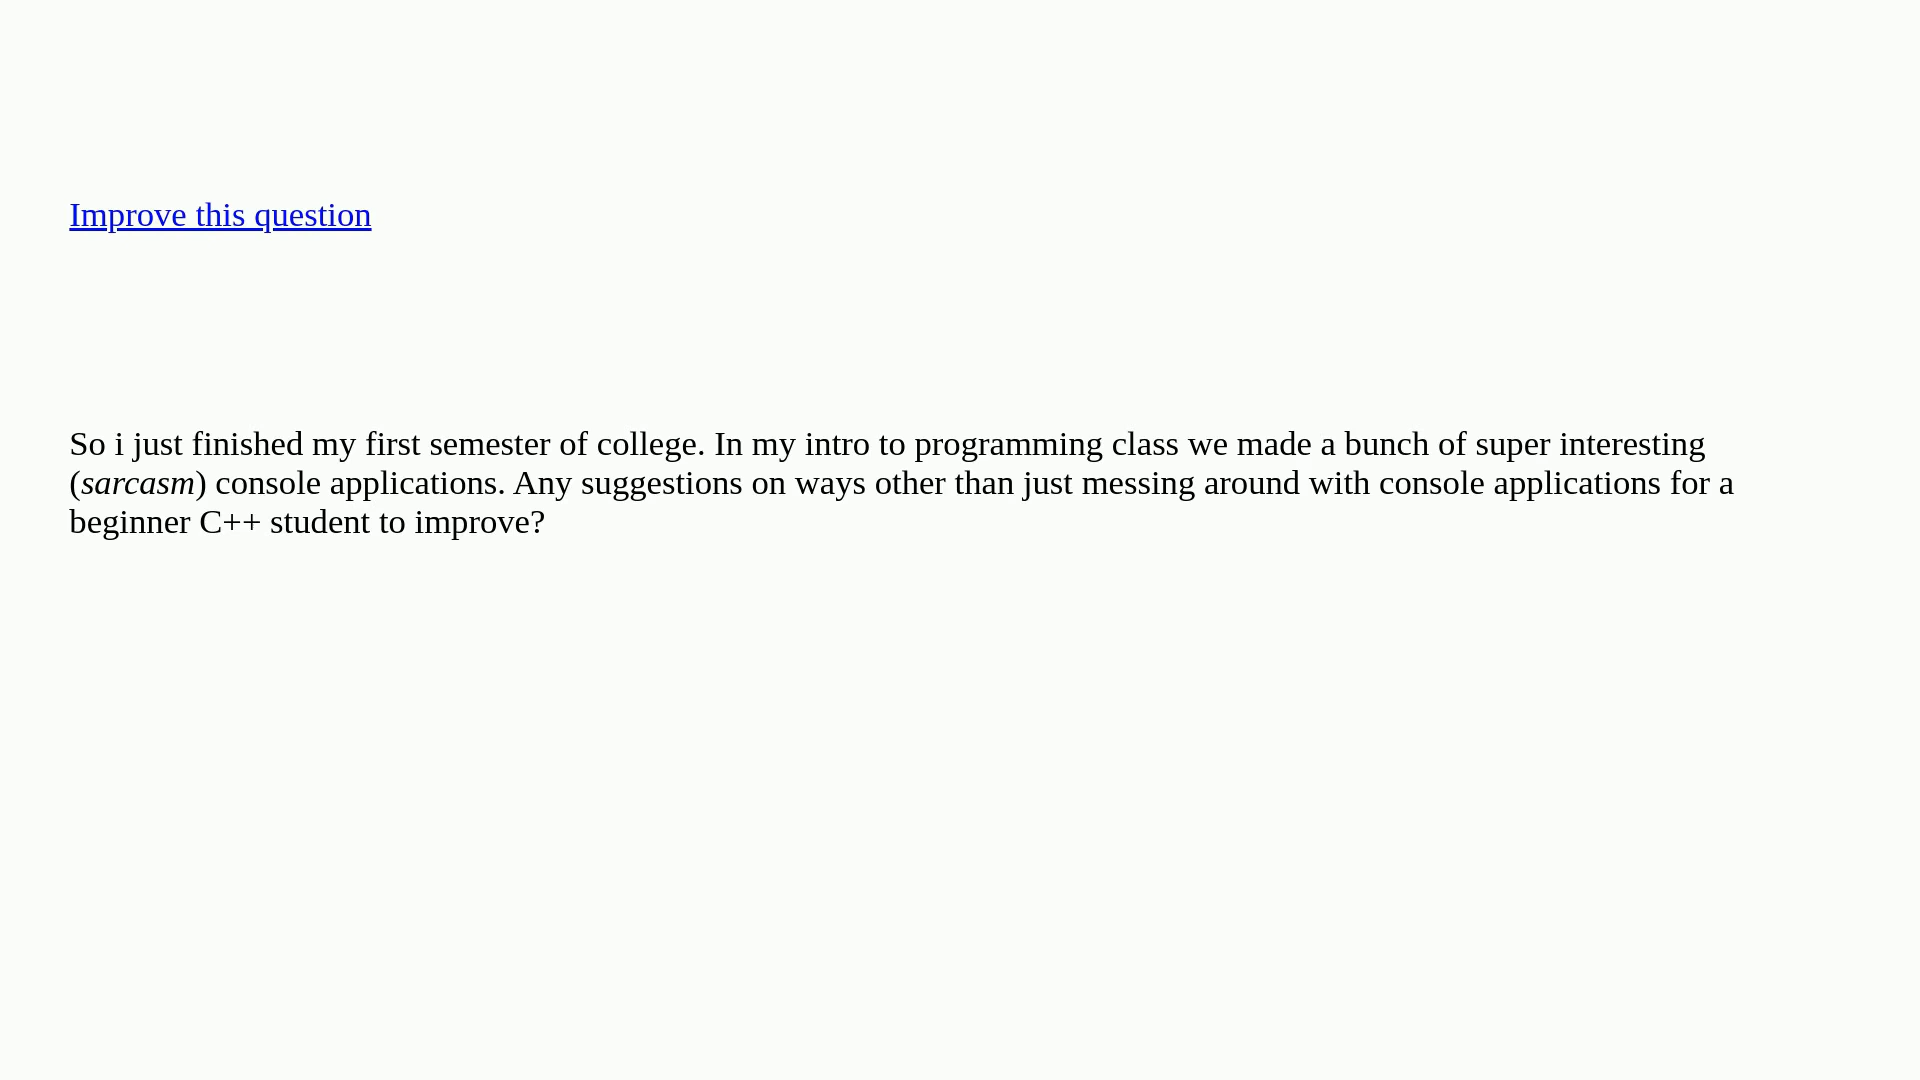 Improve this question
So i just finished my first semester of college. In my intro to programming class we made a bunch of super interesting
(sarcasm) console applications. Any suggestions on ways other than just messing around with console applications for a
beginner C++ student to improve?